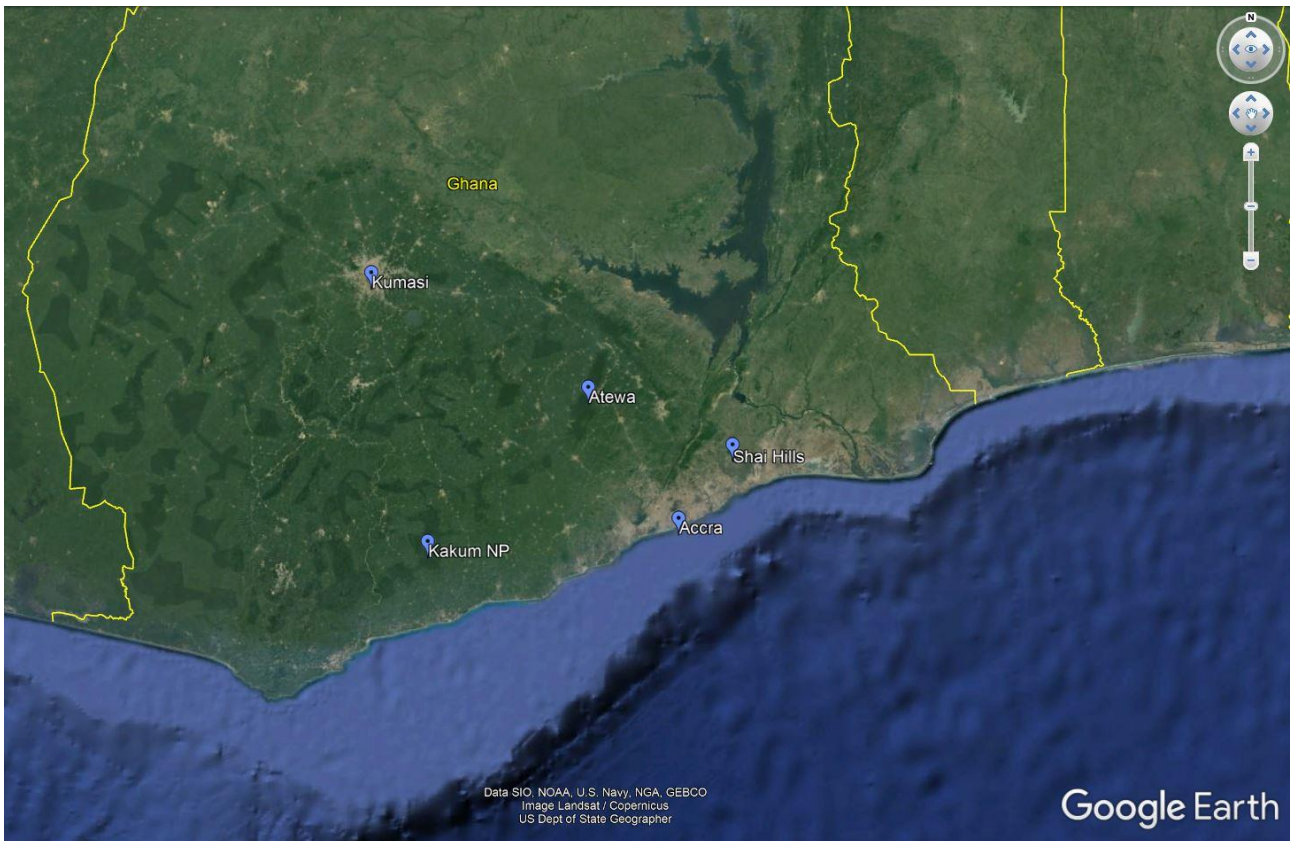 N
Ghana
Kumasi
Atewa
Shai Hills
Accra
Kakum NP
Data SIO, NOAA, U.S. Navy, NGA, GEBCO
Image Landsat / Copernicus
US Dept of State Geographer
Google Earth